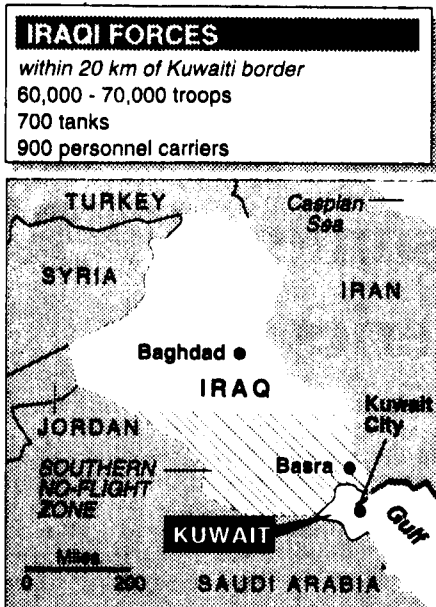 IRAQI FORCES
within 20 km of Kuwaiti border
60,000 - 70,000 troops
700 tanks
900 personnel carriers
TURKEY
Caspian
Sea
SYRIA
IRAN
Baghdad
IRAQ
Kuwait
City
JORDAN
Basra
SOUTHERN
NO-FLIGHT
ZONE
KUWAIT
Gulf
Miles
0 200
SAUDI ARABIA